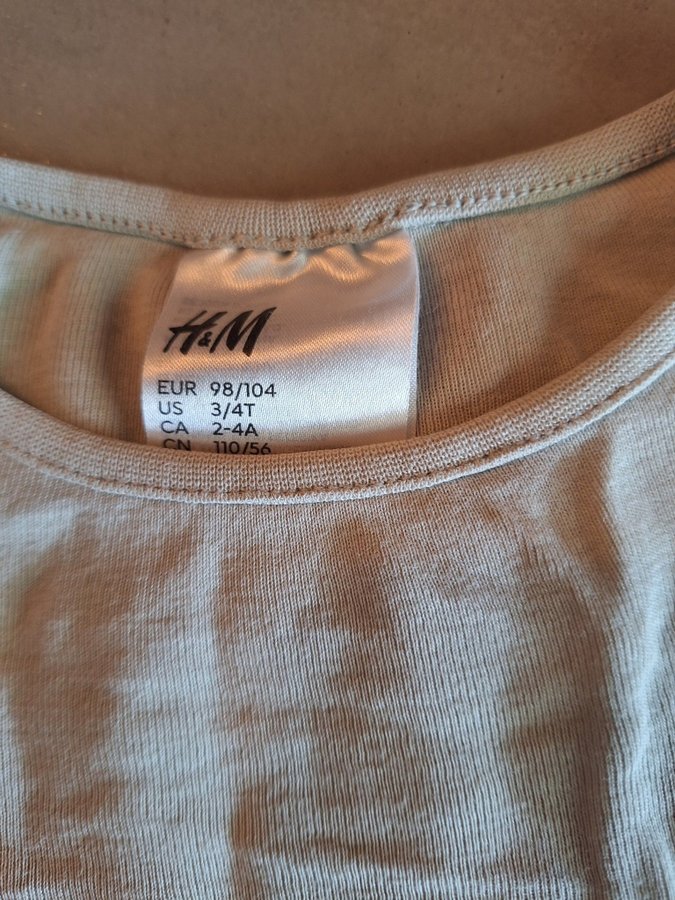 H&M
EUR 98/104
US 3/4T
CA 2-4A
CN 110/56